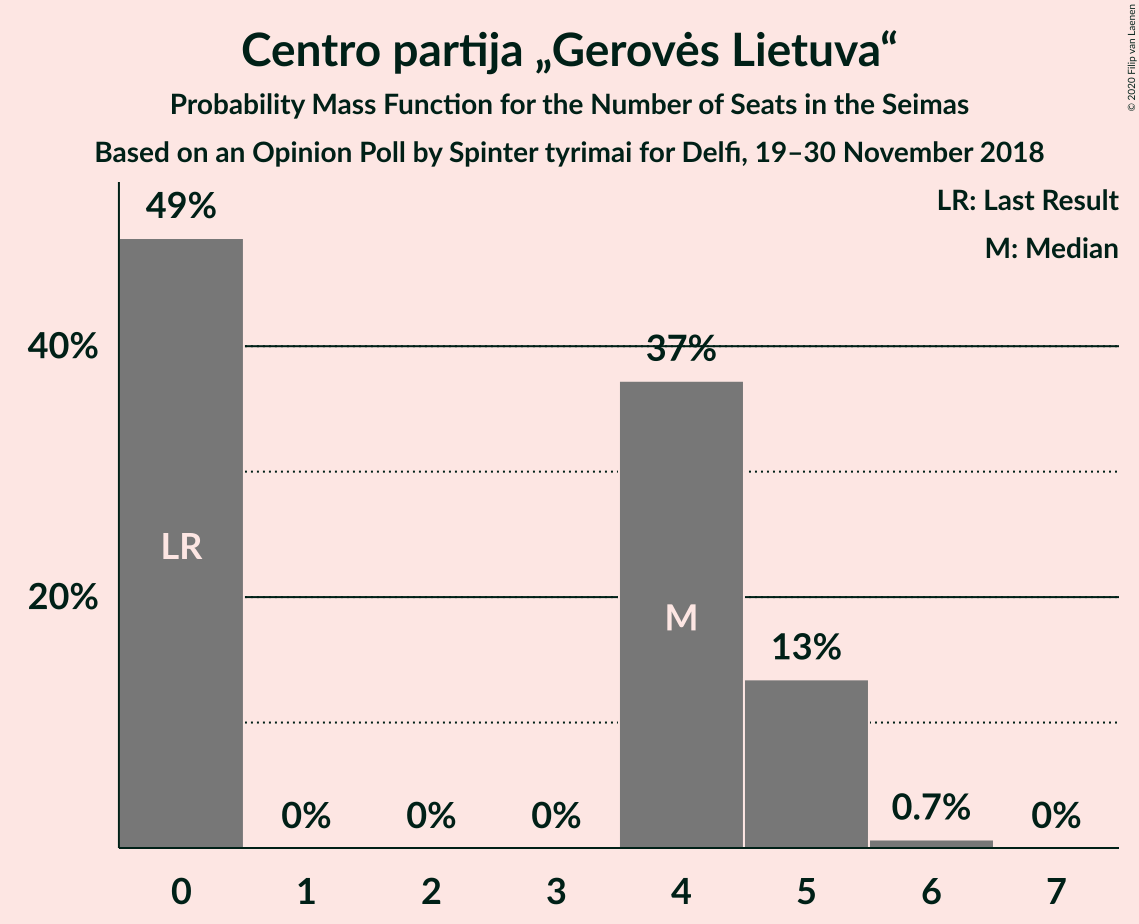 Centro partija „Gerovės Lietuva“
Probability Mass Function for the Number of Seats in the Seimas
Based on an Opinion Poll by Spinter tyrimai for Delfi, 19–30 November 2018
© 2020 Filip van Laenen
LR: Last Result
M: Median
49%
40%
37%
LR
20%
M
13%
0%
0%
0%
0.7%
0%
0
1
2
3
4
5
6
7